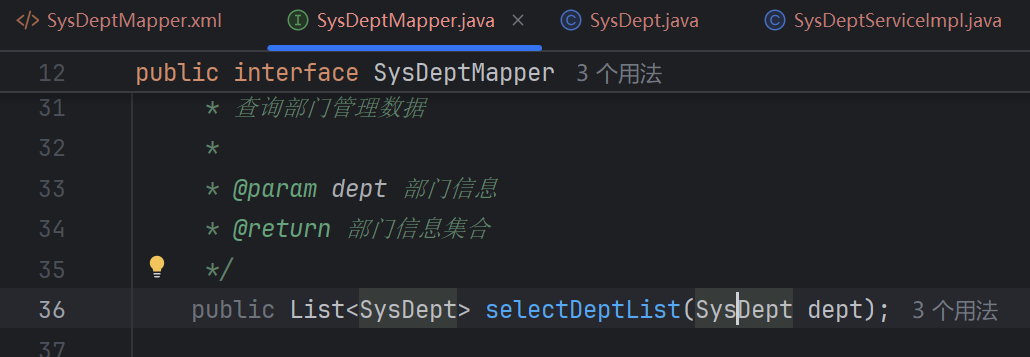 </> SysDeptMapper.xml SysDeptMapper.java × SysDept.java SysDeptServiceImpl.java
12 public interface SysDeptMapper 3 个用法
31 * 查询部门管理数据
32 *
33 * @param dept 部门信息
34 * @return 部门信息集合
35 */
36 public List<SysDept> selectDeptList(SysDept dept); 3 个用法
37